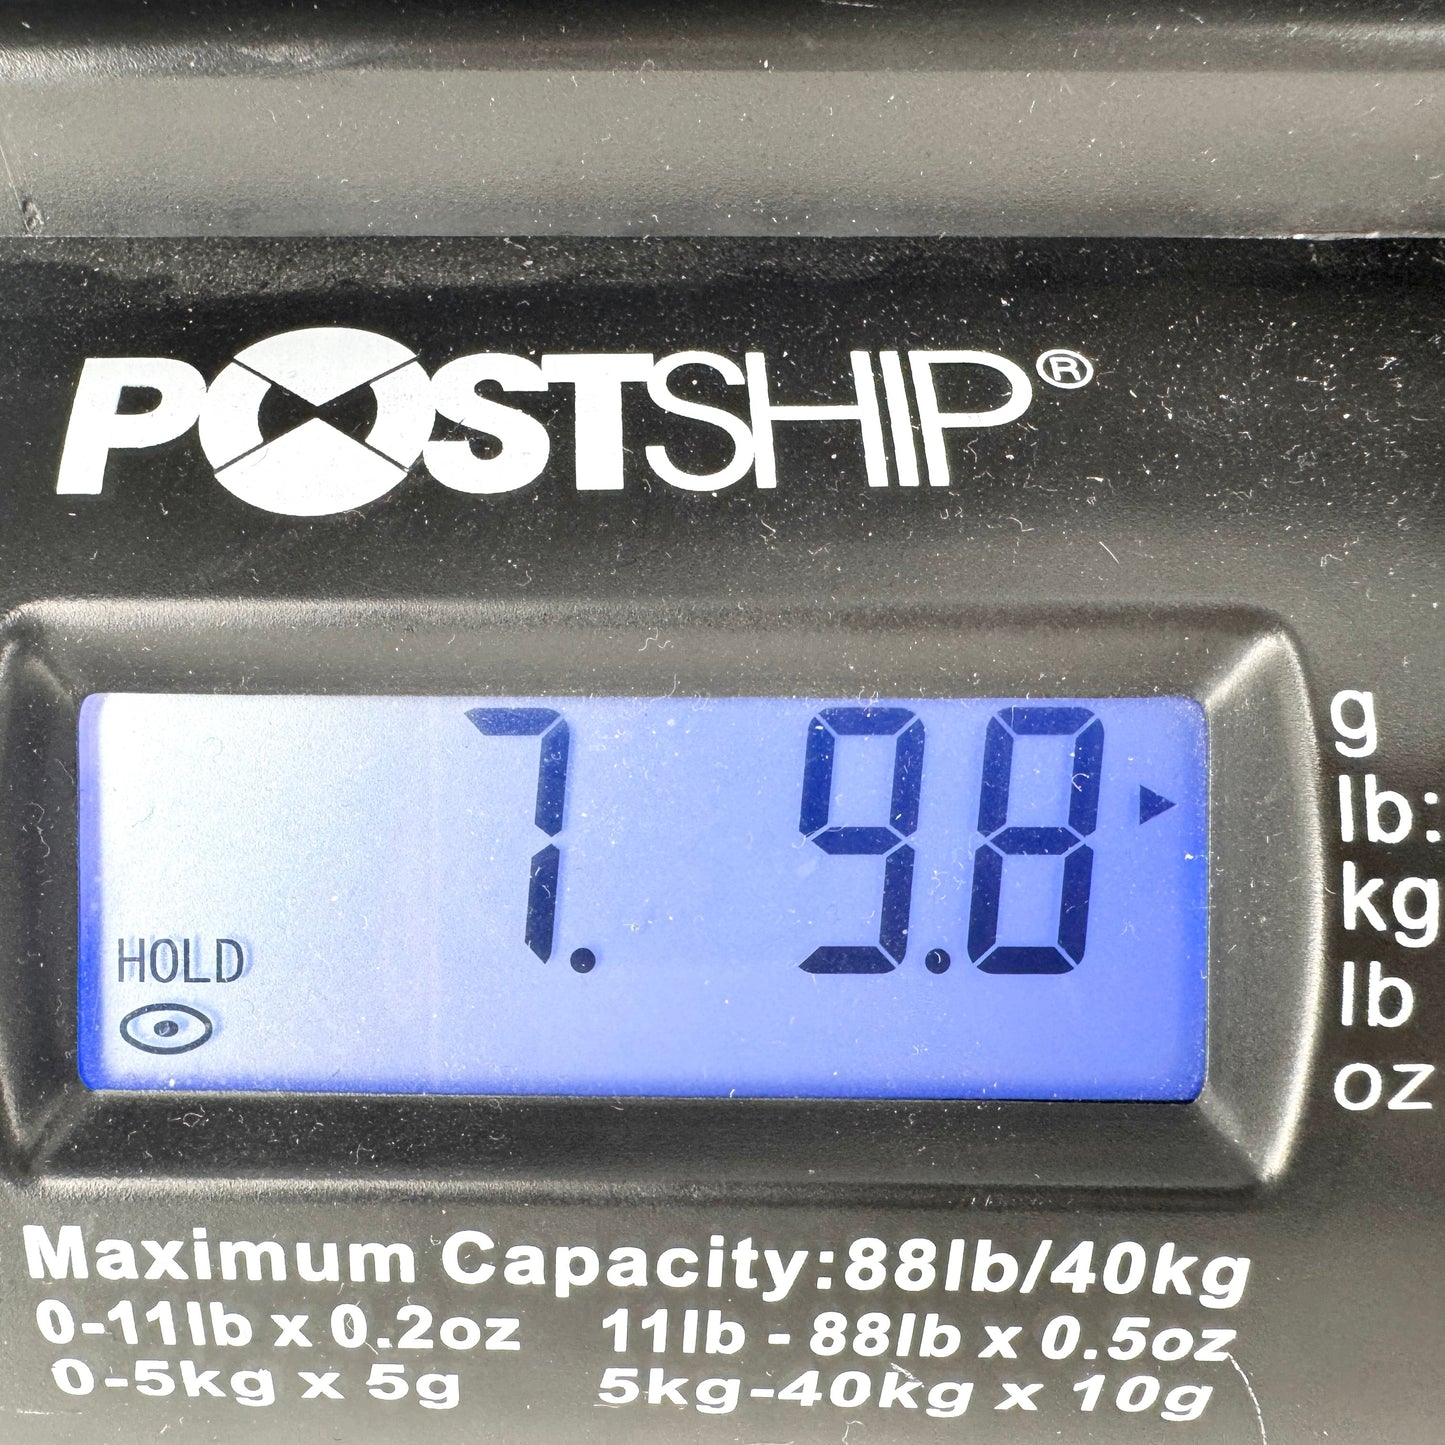 POSTSHIP®
7. 9.8
HOLD
g
lb:
kg
lb
oz
Maximum Capacity:88lb/40kg
0-11lb x 0.2oz 11lb - 88lb x 0.5oz
0-5kg x 5g 5kg-40kg x 10g